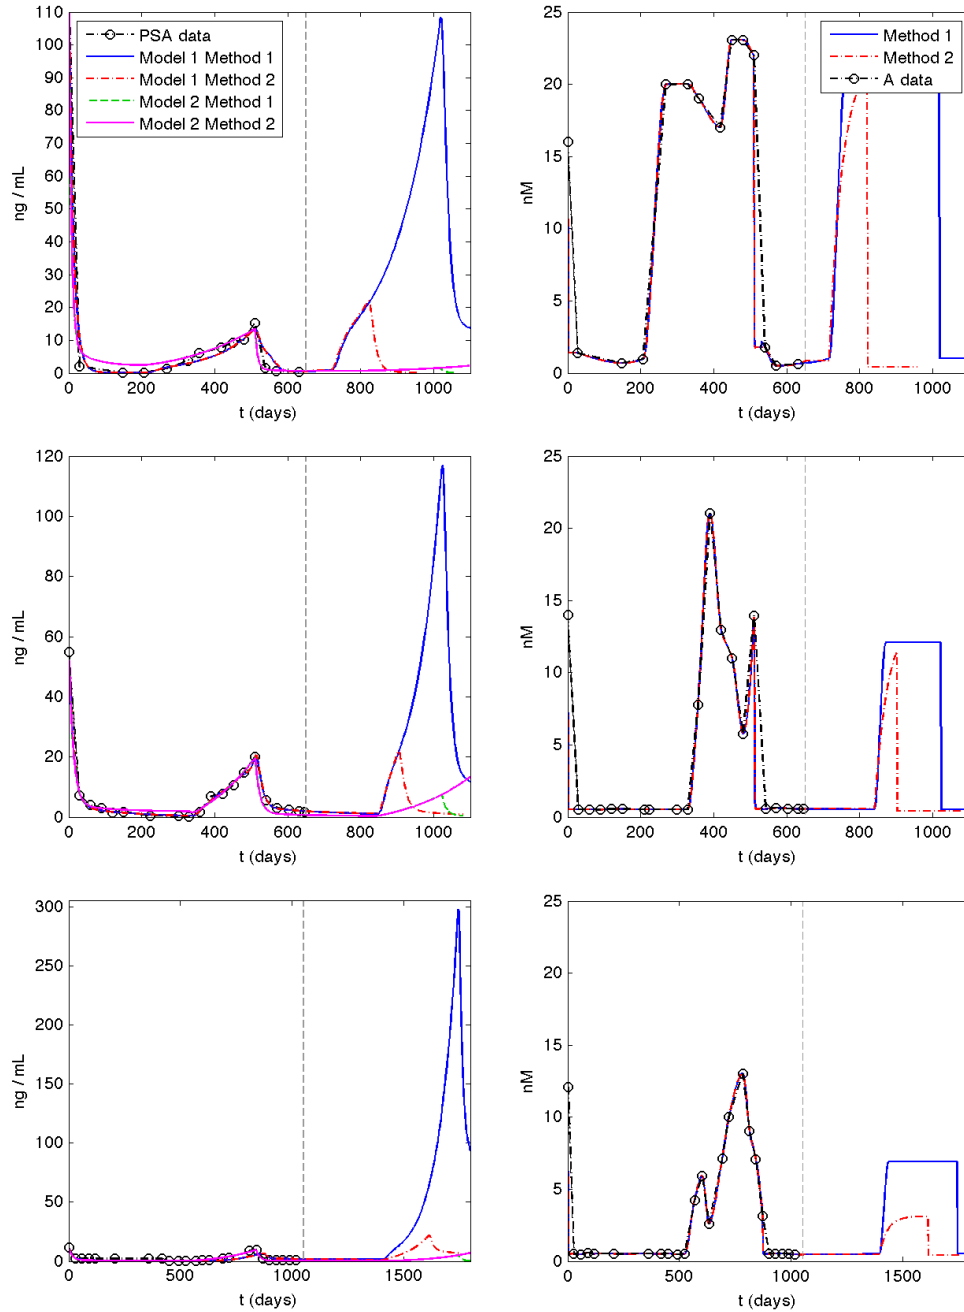 110
100
90
80
70
60
50
40
30
20
10
0
ng / mL
0 200 400 600 800 1000
t (days)
PSA data
Model 1 Method 1
Model 1 Method 2
Model 2 Method 1
Model 2 Method 2
25
20
15
10
5
0
nM
0 200 400 600 800 1000
t (days)
Method 1
Method 2
A data
120
100
80
60
40
20
0
ng / mL
0 200 400 600 800 1000
t (days)
25
20
15
10
5
0
nM
0 200 400 600 800 1000
t (days)
300
250
200
150
100
50
0
ng / mL
0 500 1000 1500
t (days)
25
20
15
10
5
0
nM
0 500 1000 1500
t (days)